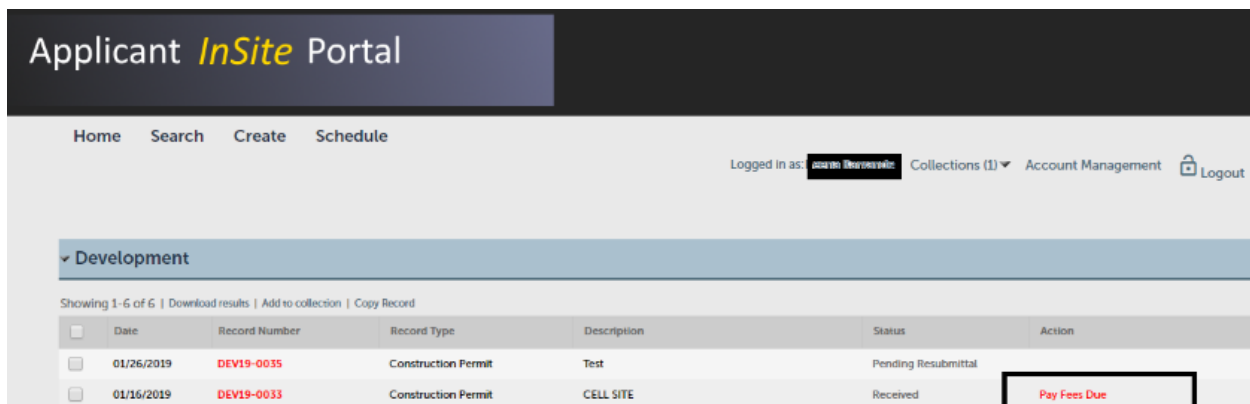 Applicant InSite Portal
Home Search Create Schedule
Logged in as: Collections (1) Account Management Logout
Development
Showing 1-6 of 6 | Download results | Add to collection | Copy Record
Date Record Number Record Type Description Status Action
01/26/2019 DEV19-0035 Construction Permit Test Pending Resubmittal
01/16/2019 DEV19-0033 Construction Permit CELL SITE Received Pay Fees Due